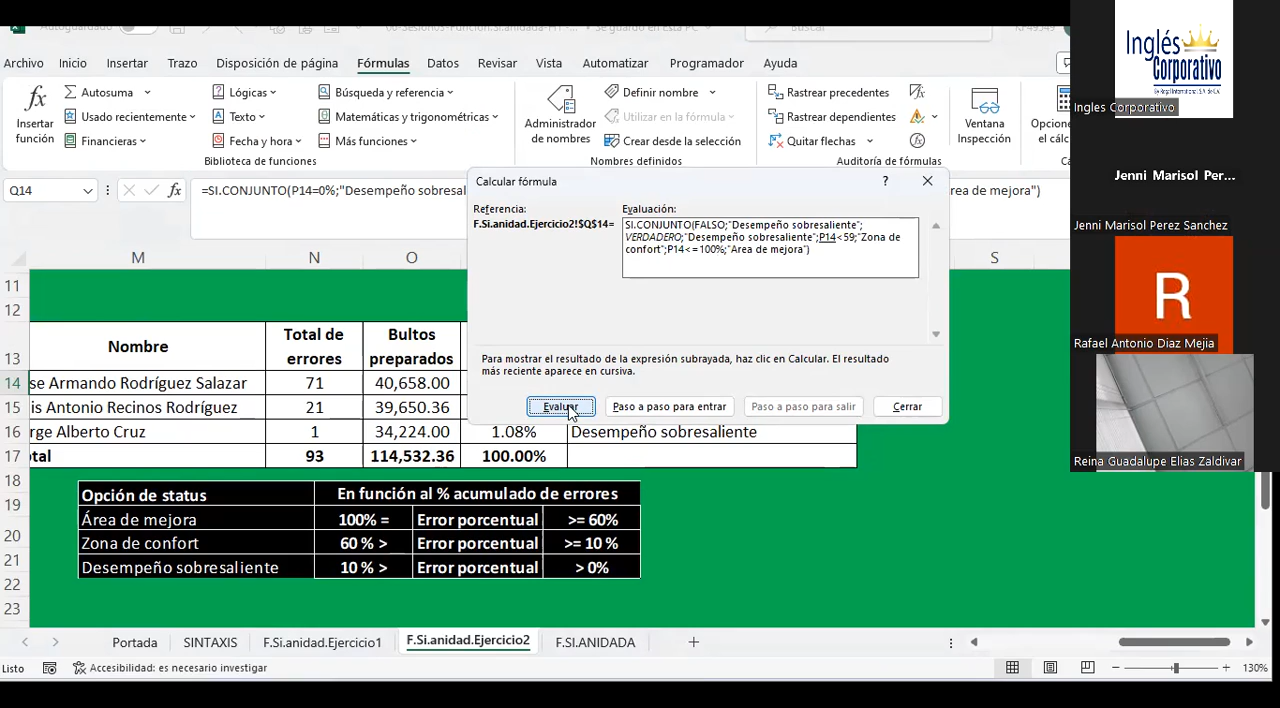 Autoguardado
Se guardó en Esta PC
Buscar
Archivo Inicio Insertar Trazo Disposición de página Fórmulas Datos Revisar Vista Automatizar Programador Ayuda
fx Insertar función
Autosuma
Usado recientemente
Financieras
Lógicas
Texto
Fecha y hora
Búsqueda y referencia
Matemáticas y trigonométricas
Más funciones
Biblioteca de funciones
Administrador de nombres
Definir nombre
Utilizar en la fórmula
Crear desde la selección
Nombres definidos
Rastrear precedentes
Rastrear dependientes
Quitar flechas
Auditoría de fórmulas
Ventana Inspección
Q14
fx
=SI.CONJUNTO(P14=0%;"Desempeño sobresal
área de mejora")
Calcular fórmula
?
Referencia:
F.Si.anidad.Ejercicio2!$Q$14=
Evaluación:
SI.CONJUNTO(FALSO;"Desempeño sobresaliente";
VERDADERO;"Desempeño sobresaliente";P14<59;"Zona de
confort";P14<=100%;"Area de mejora")
Para mostrar el resultado de la expresión subrayada, haz clic en Calcular. El resultado
más reciente aparece en cursiva.
Evaluar
Paso a paso para entrar
Paso a paso para salir
Cerrar
M N O S
11
12
13 Nombre Total de errores Bultos preparados
14 se Armando Rodríguez Salazar 71 40,658.00
15 is Antonio Recinos Rodríguez 21 39,650.36
16 rge Alberto Cruz 1 34,224.00 1.08% Desempeño sobresaliente
17 otal 93 114,532.36 100.00%
18
19 Opción de status En función al % acumulado de errores
20 Área de mejora 100% = Error porcentual >= 60%
21 Zona de confort 60 % > Error porcentual >= 10 %
22 Desempeño sobresaliente 10 % > Error porcentual > 0%
23
Portada SINTAXIS F.Si.anidad.Ejercicio1 F.Si.anidad.Ejercicio2 F.SI.ANIDADA +
Listo
Accesibilidad: es necesario investigar
130%
Inglés
Corporativo
Ingles Corporativo
Jenni Marisol Per...
Jenni Marisol Perez Sanchez
R
Rafael Antonio Diaz Mejia
Reina Guadalupe Elias Zaldivar